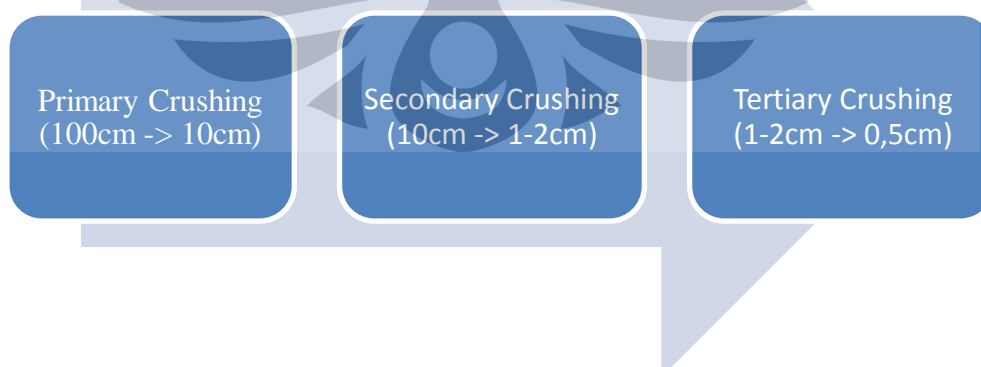 Primary Crushing
(100cm -> 10cm)
Secondary Crushing
(10cm -> 1-2cm)
Tertiary Crushing
(1-2cm -> 0,5cm)